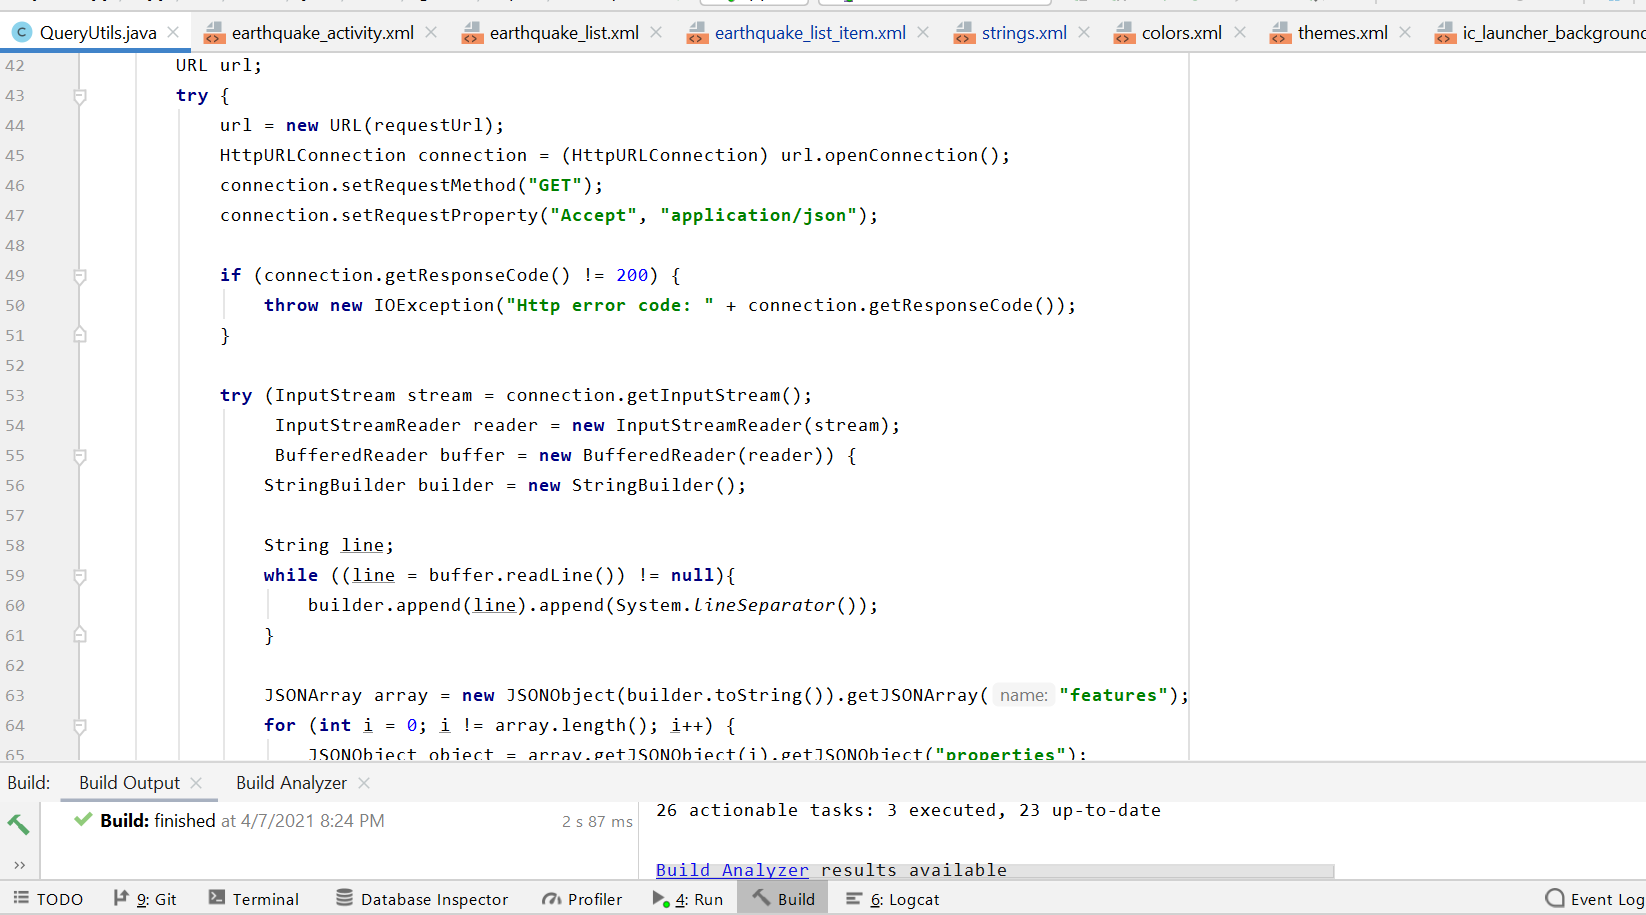 QueryUtils.java earthquake_activity.xml earthquake_list.xml earthquake_list_item.xml strings.xml colors.xml themes.xml ic_launcher_background
42 URL url;
43 try {
44 url = new URL(requestUrl);
45 HttpURLConnection connection = (HttpURLConnection) url.openConnection();
46 connection.setRequestMethod("GET");
47 connection.setRequestProperty("Accept", "application/json");
48
49 if (connection.getResponseCode() != 200) {
50 throw new IOException("Http error code: " + connection.getResponseCode());
51 }
52
53 try (InputStream stream = connection.getInputStream();
54 InputStreamReader reader = new InputStreamReader(stream);
55 BufferedReader buffer = new BufferedReader(reader)) {
56 StringBuilder builder = new StringBuilder();
57
58 String line;
59 while ((line = buffer.readLine()) != null){
60 builder.append(line).append(System.lineSeparator());
61 }
62
63 JSONArray array = new JSONObject(builder.toString()).getJSONArray( name: "features");
64 for (int i = 0; i != array.length(); i++) {
65 JSONObject object = array.getJSONObject(i).getJSONObject("properties");
Build: Build Output Build Analyzer
Build: finished at 4/7/2021 8:24 PM 2 s 87 ms
26 actionable tasks: 3 executed, 23 up-to-date
Build Analyzer results available
TODO 9: Git Terminal Database Inspector Profiler 4: Run Build 6: Logcat Event Log